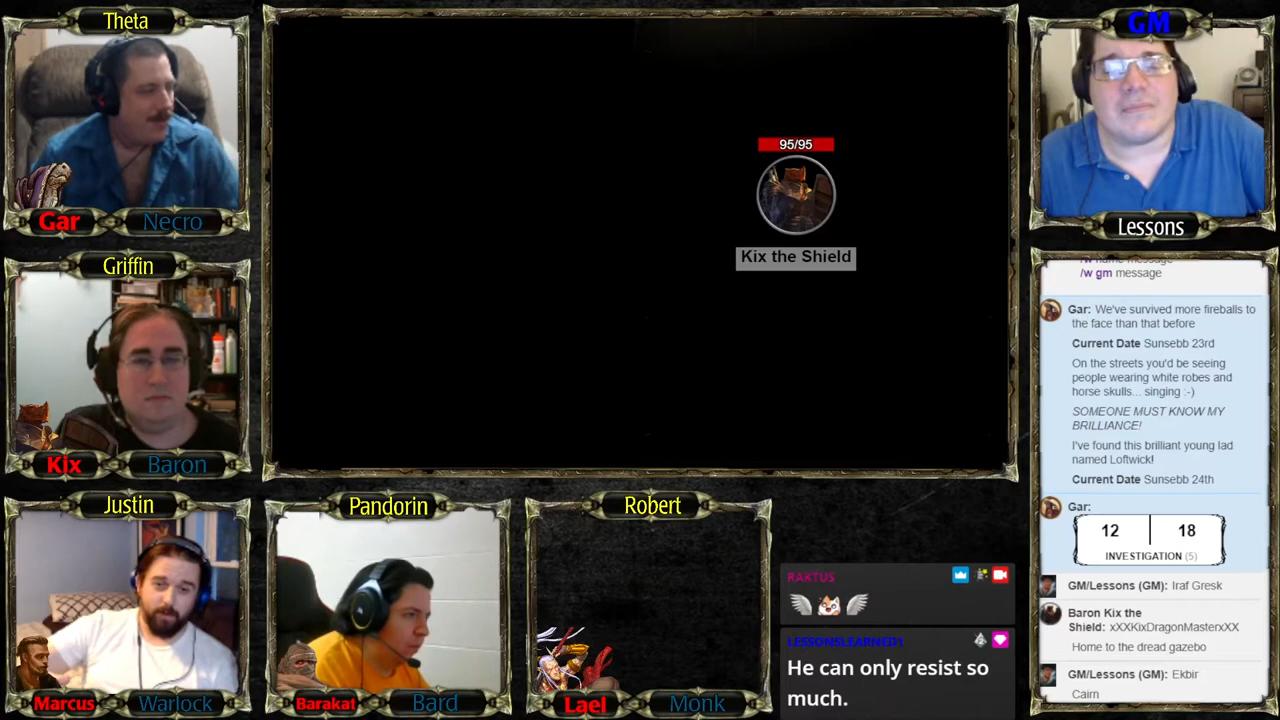 Theta
Gar
Necro
Griffin
Kix
Baron
Justin
Marcus
Warlock
Pandorin
Barakat
Bard
Robert
Lael
Monk
95/95
Kix the Shield
RAKTUS
LESSONSLEARNED1
He can only resist so
much.
GM
Lessons
/w name message
/w gm message
Gar: We've survived more fireballs to
the face than that before
Current Date Sunsebb 23rd
On the streets you'd be seeing
people wearing white robes and
horse skulls... singing :-)
SOMEONE MUST KNOW MY
BRILLIANCE!
I've found this brilliant young lad
named Loftwick!
Current Date Sunsebb 24th
Gar:
12 18
INVESTIGATION (5)
GM/Lessons (GM): Iraf Gresk
Baron Kix the
Shield: xXXKixDragonMasterxXX
Home to the dread gazebo
GM/Lessons (GM): Ekbir
Cairn